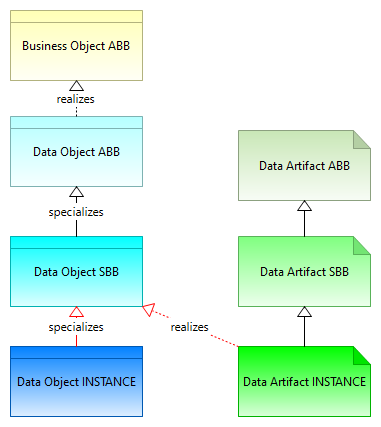 Business Object ABB
realizes
Data Object ABB
Data Artifact ABB
specializes
Data Object SBB
Data Artifact SBB
specializes
realizes
Data Object INSTANCE
Data Artifact INSTANCE